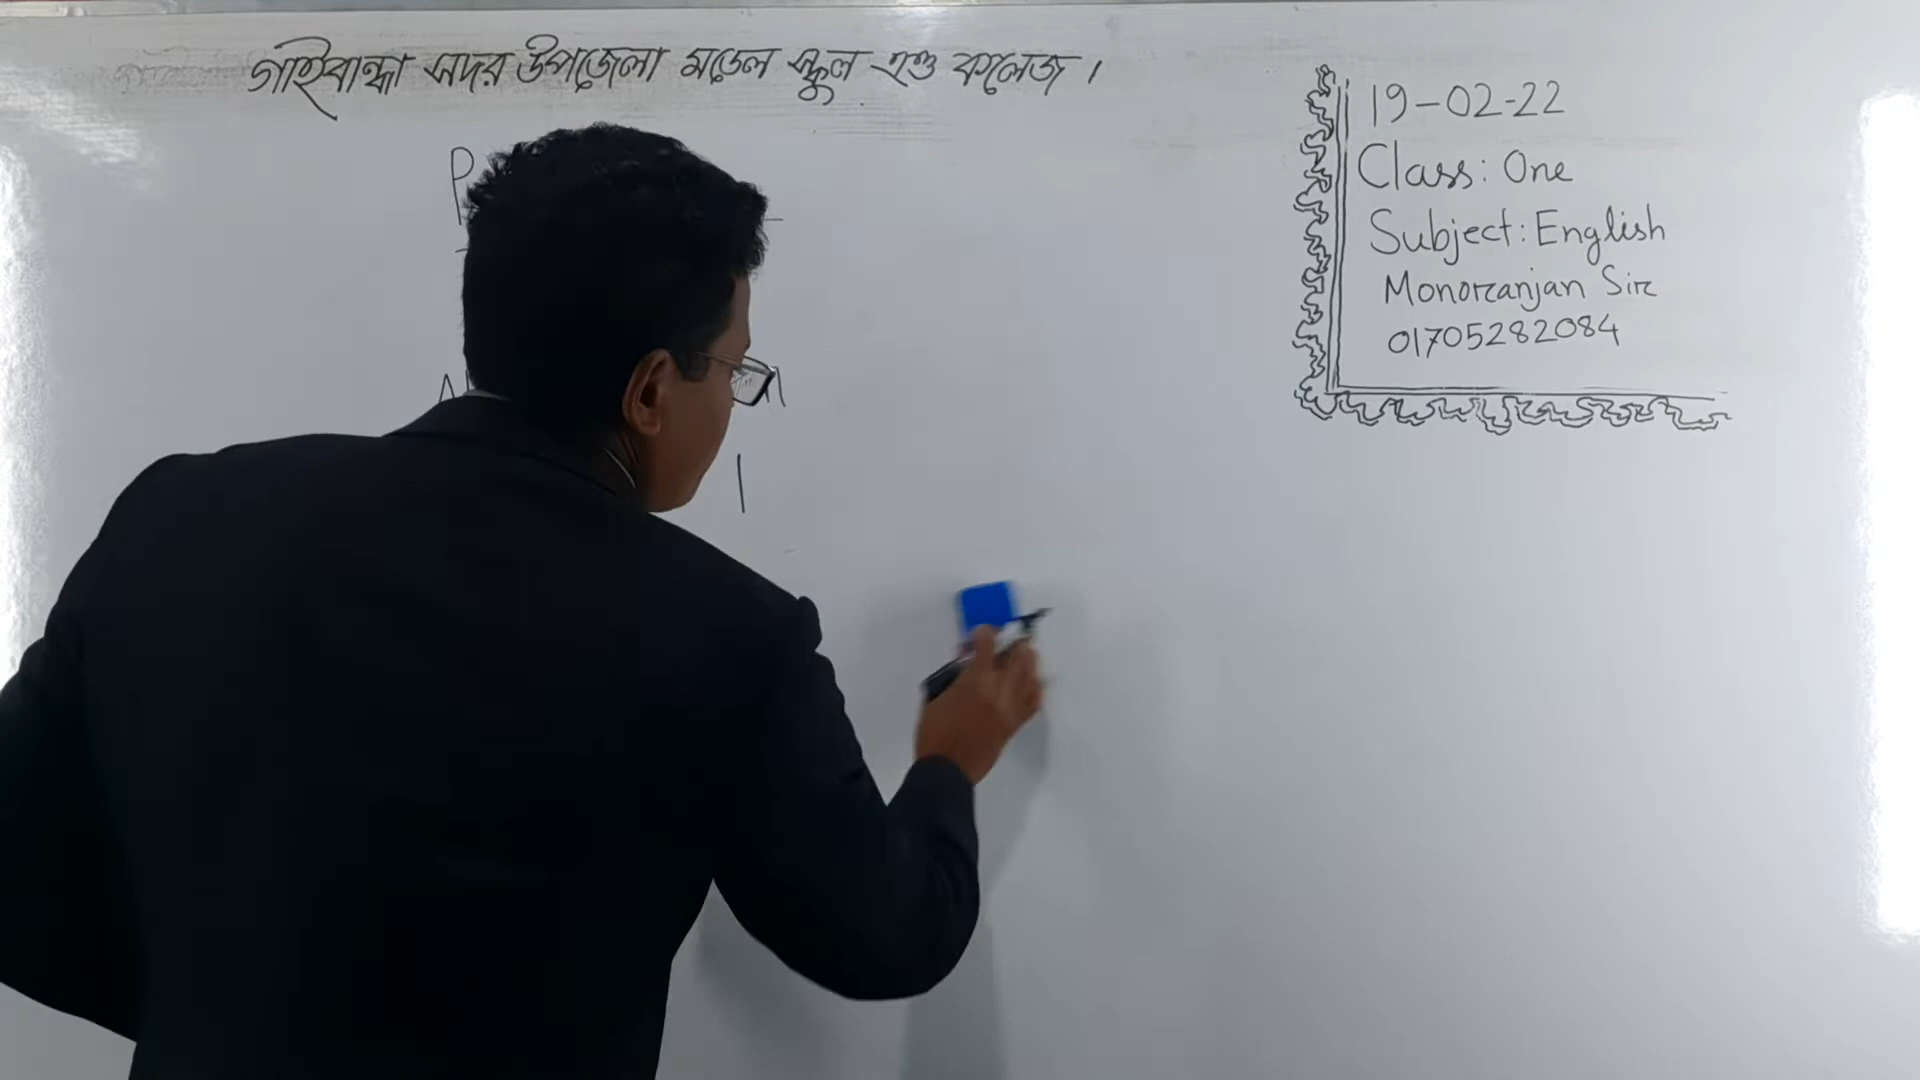 গাইবান্ধা সদর উপজেলা মডেল স্কুল এণ্ড কলেজ।
19-02-22
Class: One
Subject: English
Monoranjan Sir
01705282084